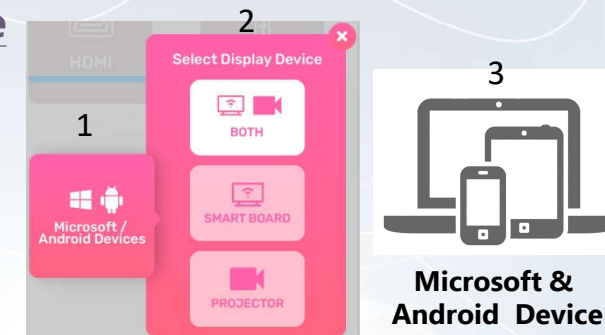 e
2
HDMI
Select Display Device
3
1
BOTH
Microsoft /
Android Devices
SMART BOARD
PROJECTOR
Microsoft &
Android Device